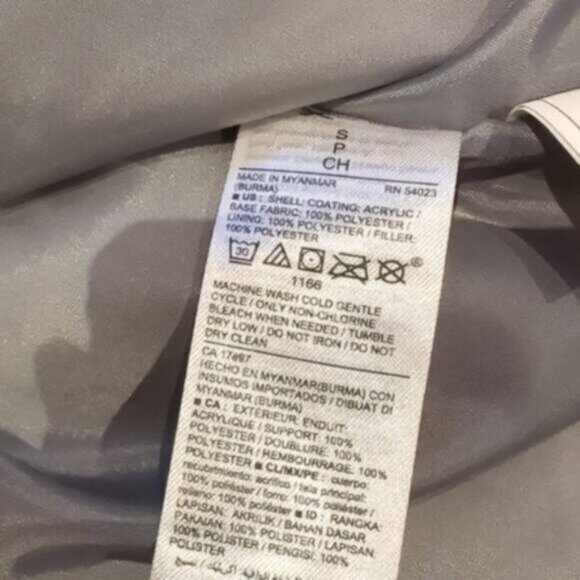 S
P
CH
MADE IN MYANMAR RN 54023
(BURMA)
■ US : SHELL: COATING: ACRYLIC /
BASE FABRIC: 100% POLYESTER /
LINING: 100% POLYESTER / FILLER:
100% POLYESTER
30
1166
MACHINE WASH COLD GENTLE
CYCLE / ONLY NON-CHLORINE
BLEACH WHEN NEEDED / TUMBLE
DRY LOW / DO NOT IRON / DO NOT
DRY CLEAN
CA 17897
HECHO EN MYANMAR(BURMA) CON
INSUMOS IMPORTADOS / DIBUAT DI
MYANMAR (BURMA)
■ CA : EXTÉRIEUR: ENDUIT:
ACRYLIQUE / SUPPORT: 100%
POLYESTER / DOUBLURE: 100%
POLYESTER / REMBOURRAGE: 100%
POLYESTER ■ CL/MX/PE: cuerpo:
recubrimiento: acrílico / tela principal:
100% poliéster / forro: 100% poliéster /
relleno: 100% poliéster ■ ID : RANGKA:
LAPISAN: AKRILIK / BAHAN DASAR
PAKAIAN: 100% POLIESTER /
LAPISAN: 100% POLIESTER / PENGISI: 100%
POLIESTER